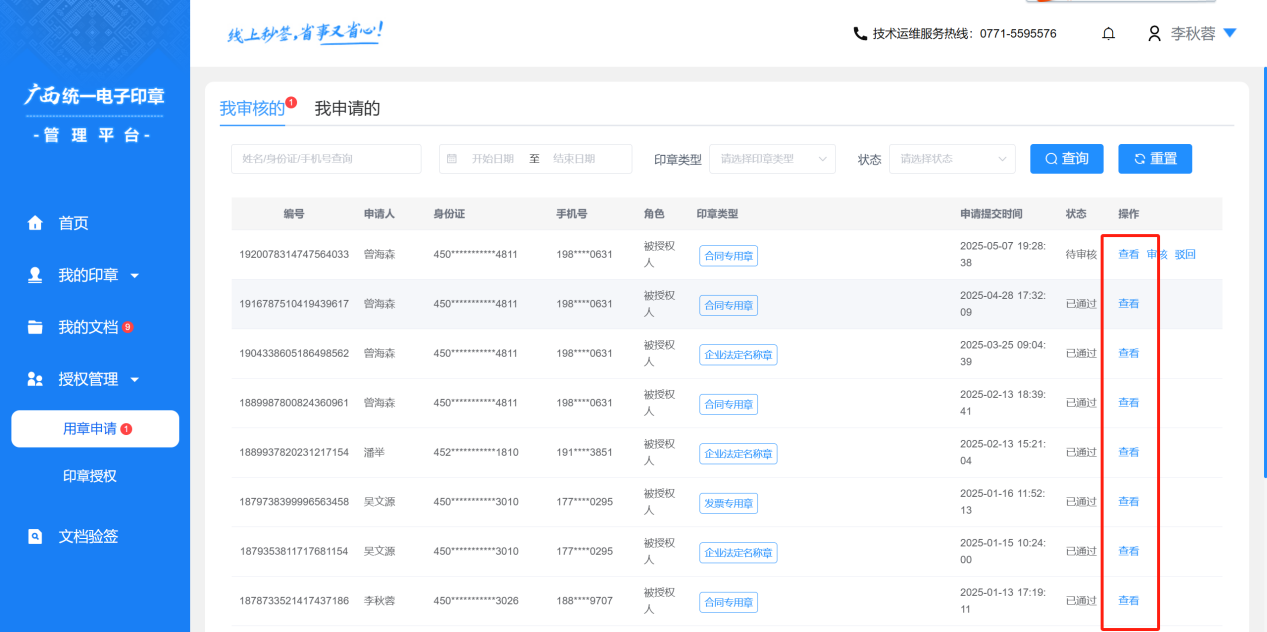 线上秒签,省事又省心!
技术运维服务热线：0771-5595576
李秋蓉
广西统一电子印章
-管 理 平 台-
首页
我的印章
我的文档 9
授权管理
用章申请 1
印章授权
文档验签
我审核的 1 我申请的
姓名/身份证/手机号查询 开始日期 至 结束日期 印章类型 请选择印章类型 状态 请选择状态 查询 重置
编号 申请人 身份证 手机号 角色 印章类型 申请提交时间 状态 操作
1920078314747564033 曾海森 450***********4811 198****0631 被授权人 合同专用章 2025-05-07 19:28:38 待审核 查看 审核 驳回
1916787510419439617 曾海森 450***********4811 198****0631 被授权人 合同专用章 2025-04-28 17:32:09 已通过 查看
1904338605186498562 曾海森 450***********4811 198****0631 被授权人 企业法定名称章 2025-03-25 09:04:39 已通过 查看
1889987800824360961 曾海森 450***********4811 198****0631 被授权人 合同专用章 2025-02-13 18:39:41 已通过 查看
1889937820231217154 潘举 452***********1810 191****3851 被授权人 企业法定名称章 2025-02-13 15:21:04 已通过 查看
1879738399996563458 吴文源 450***********3010 177****0295 被授权人 发票专用章 2025-01-16 11:52:13 已通过 查看
1879353811717681154 吴文源 450***********3010 177****0295 被授权人 企业法定名称章 2025-01-15 10:24:00 已通过 查看
1878733521417437186 李秋蓉 450***********3026 188****9707 被授权人 合同专用章 2025-01-13 17:19:11 已通过 查看